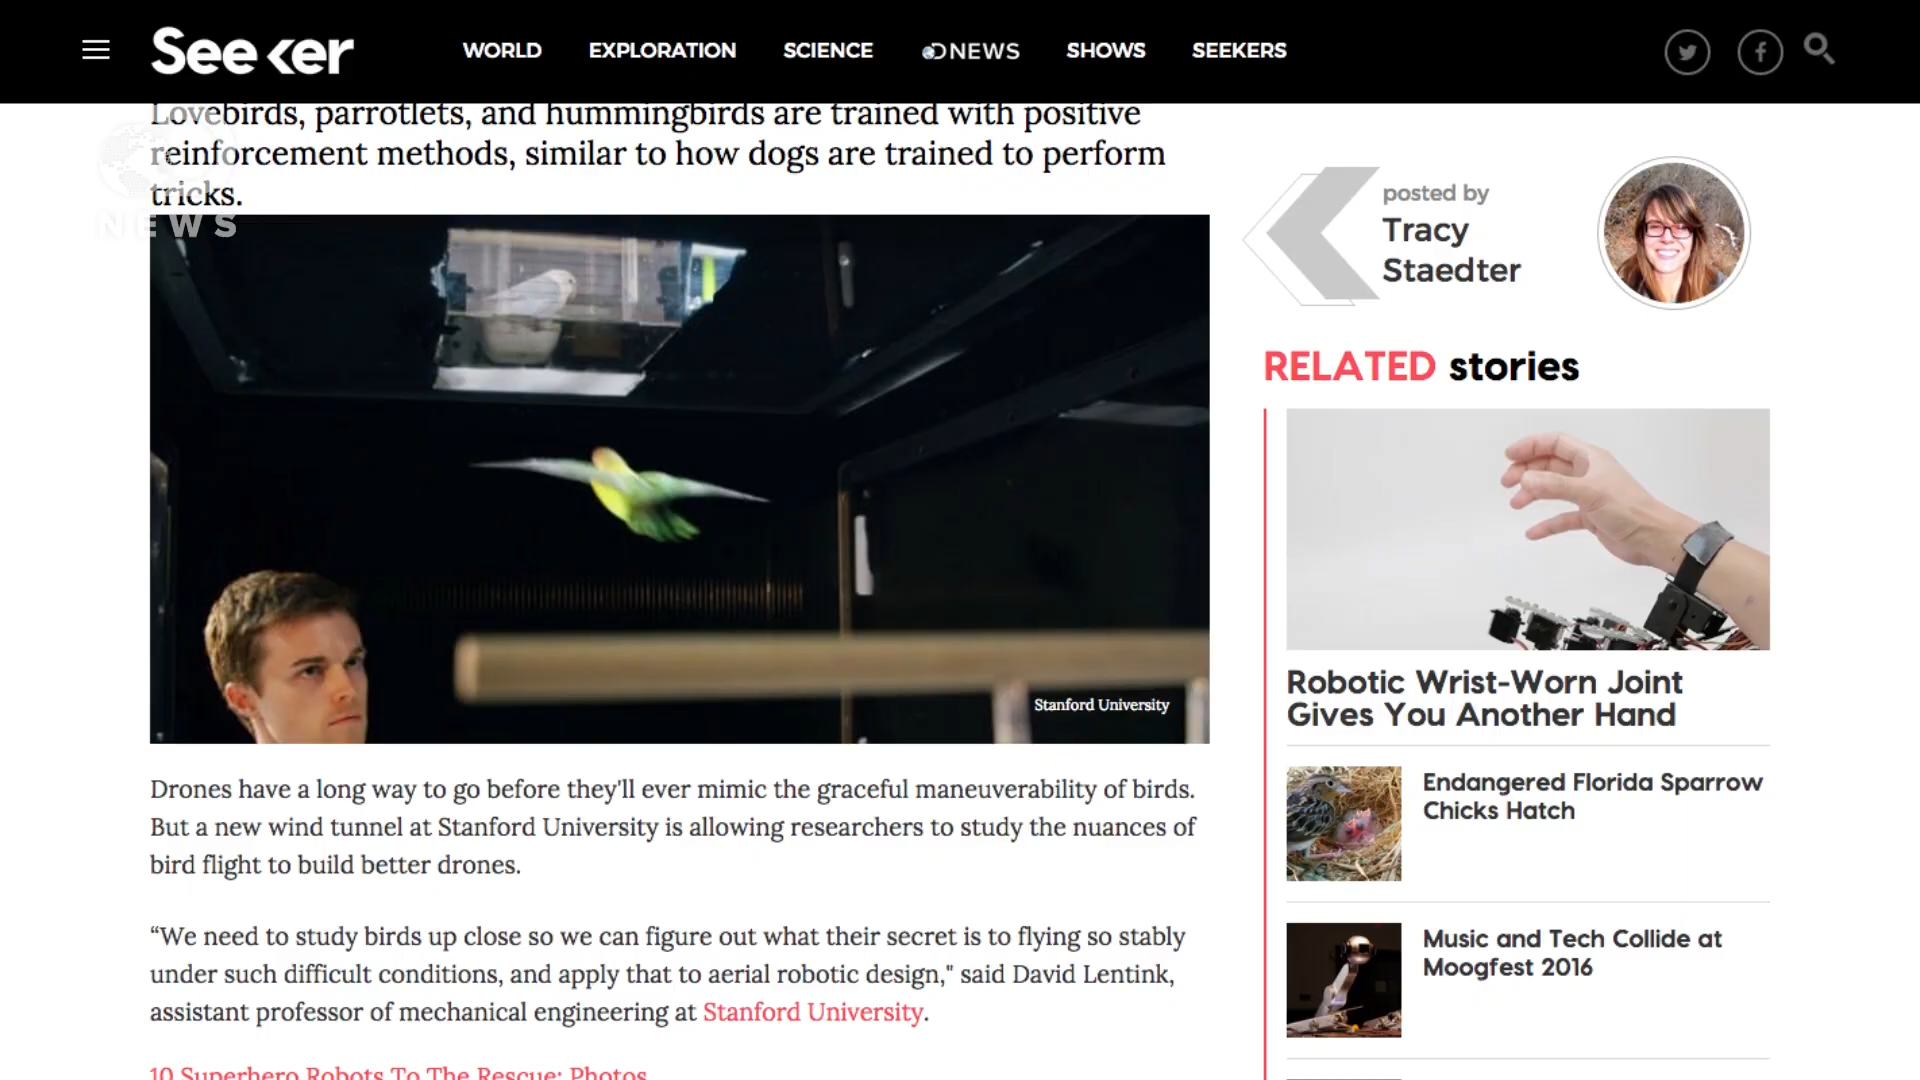 Seeker
WORLD
EXPLORATION
SCIENCE
DNEWS
SHOWS
SEEKERS
Lovebirds, parrotlets, and hummingbirds are trained with positive
reinforcement methods, similar to how dogs are trained to perform
tricks.
NEWS
Stanford University
Drones have a long way to go before they'll ever mimic the graceful maneuverability of birds.
But a new wind tunnel at Stanford University is allowing researchers to study the nuances of
bird flight to build better drones.
“We need to study birds up close so we can figure out what their secret is to flying so stably
under such difficult conditions, and apply that to aerial robotic design," said David Lentink,
assistant professor of mechanical engineering at Stanford University.
10 Superhero Robots To The Rescue: Photos
posted by
Tracy
Staedter
RELATED stories
Robotic Wrist-Worn Joint
Gives You Another Hand
Endangered Florida Sparrow
Chicks Hatch
Music and Tech Collide at
Moogfest 2016